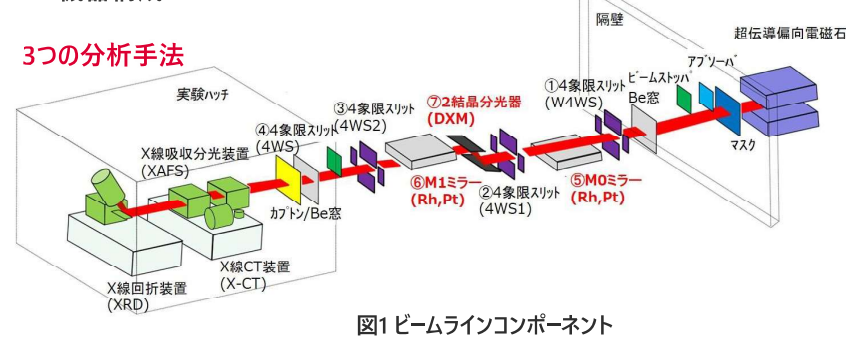 3つの分析手法
隔壁
超伝導偏向電磁石
アブソーバ
ビームストッパ
①4象限スリット
(W4WS)
Be窓
マスク
実験ハッチ
⑦2結晶分光器
(DXM)
③4象限スリット
(4WS2)
④4象限スリット
(4WS)
X線吸収分光装置
(XAFS)
カプトン/Be窓
⑥M1ミラー
(Rh,Pt)
②4象限スリット
(4WS1)
⑤M0ミラー
(Rh,Pt)
X線CT装置
(X-CT)
X線回折装置
(XRD)
図1 ビームラインコンポーネント